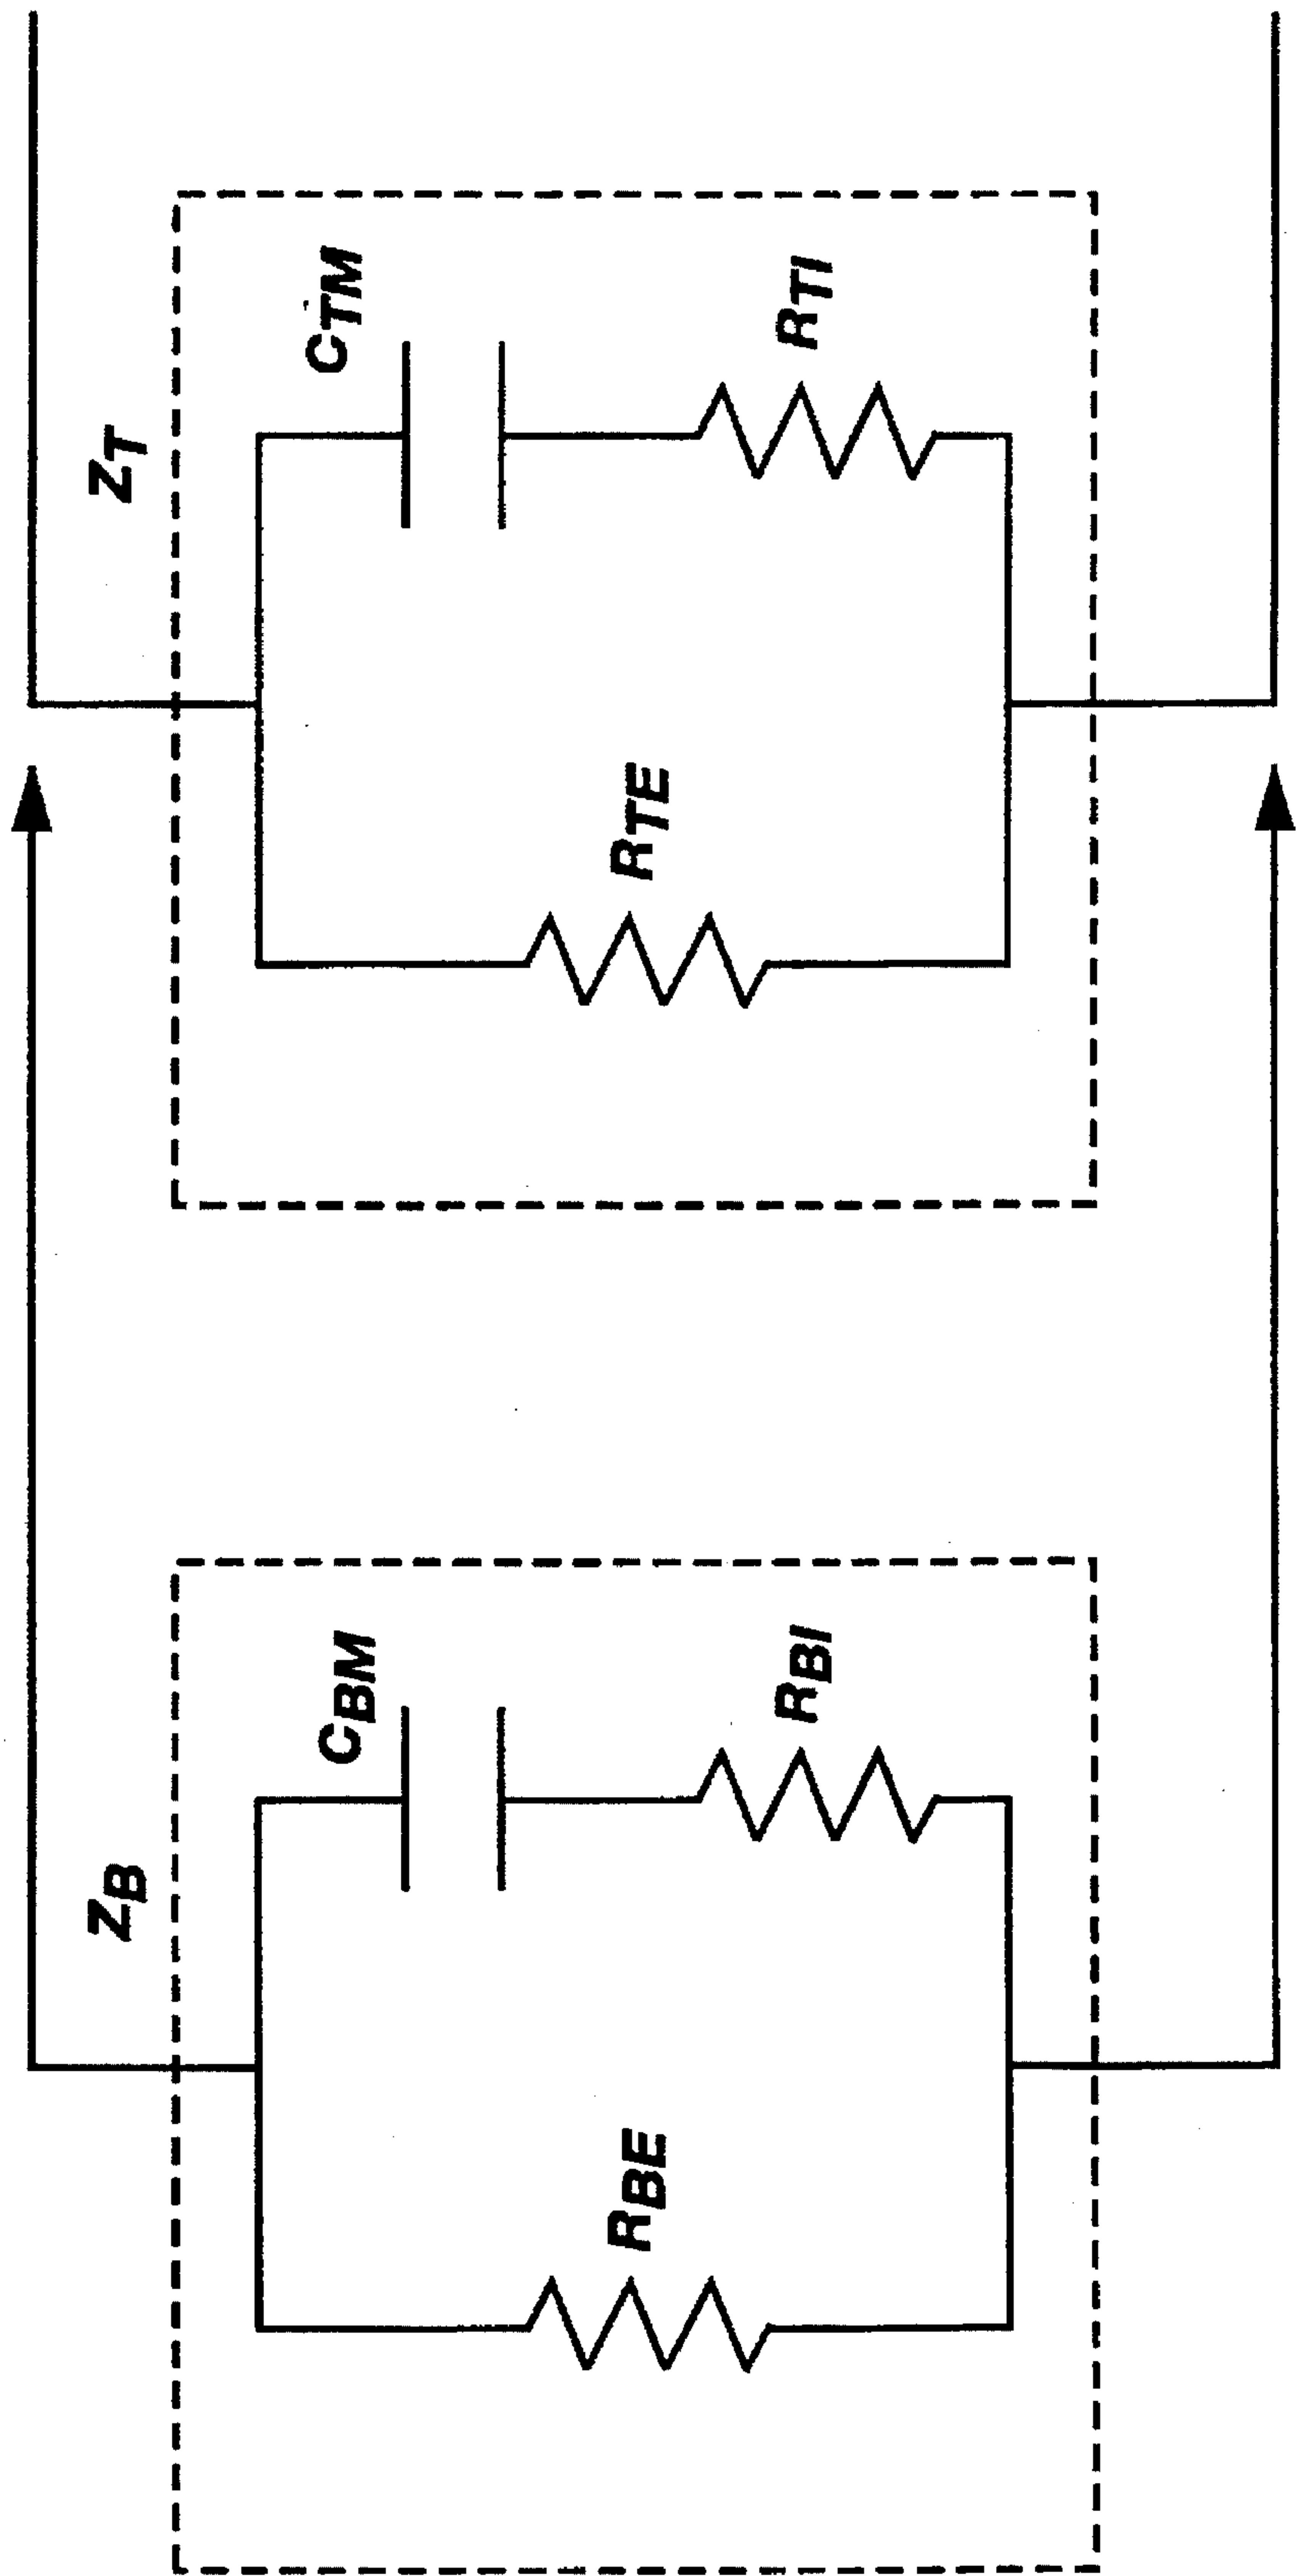 Z_B
C_BM
R_BE
R_BI
Z_T
C_TM
R_TE
R_TI